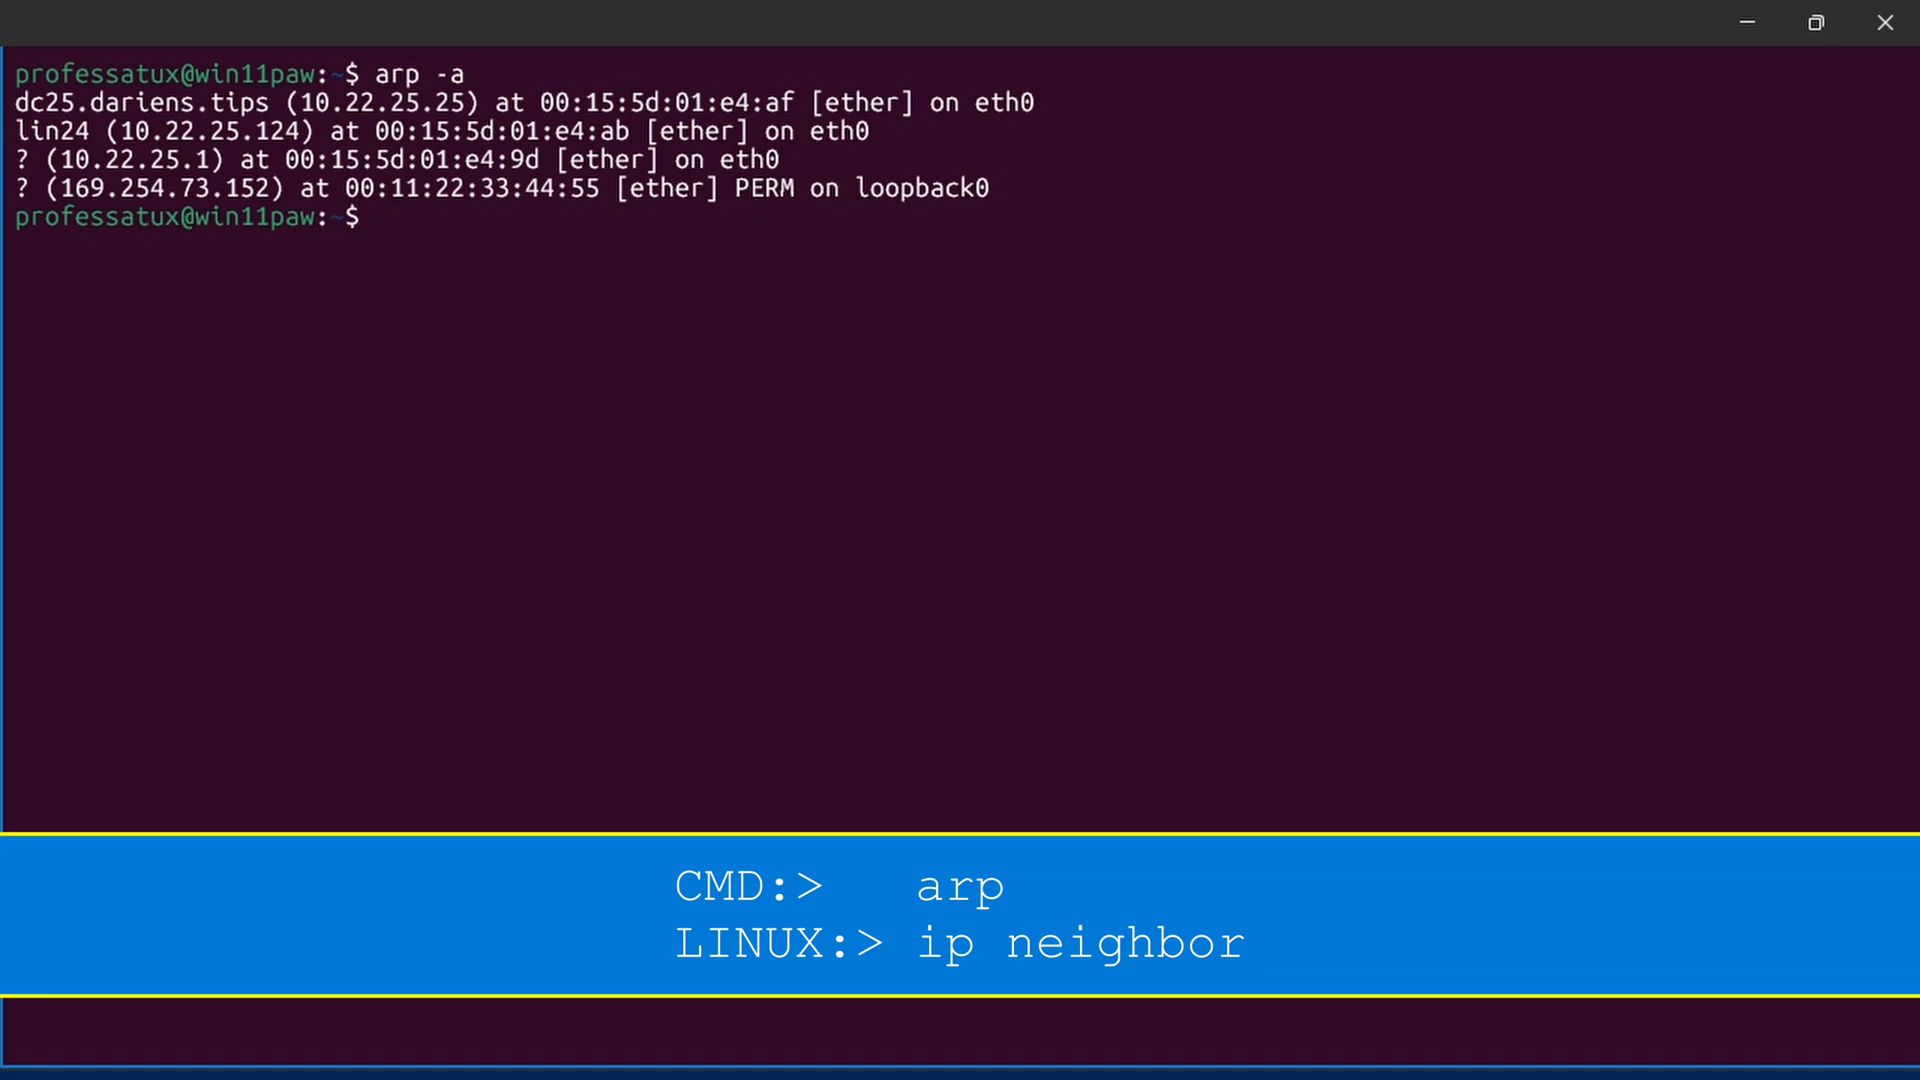 professatux@win11paw:~$ arp -a
dc25.dariens.tips (10.22.25.25) at 00:15:5d:01:e4:af [ether] on eth0
lin24 (10.22.25.124) at 00:15:5d:01:e4:ab [ether] on eth0
? (10.22.25.1) at 00:15:5d:01:e4:9d [ether] on eth0
? (169.254.73.152) at 00:11:22:33:44:55 [ether] PERM on loopback0
professatux@win11paw:~$
CMD:> arp
LINUX:> ip neighbor